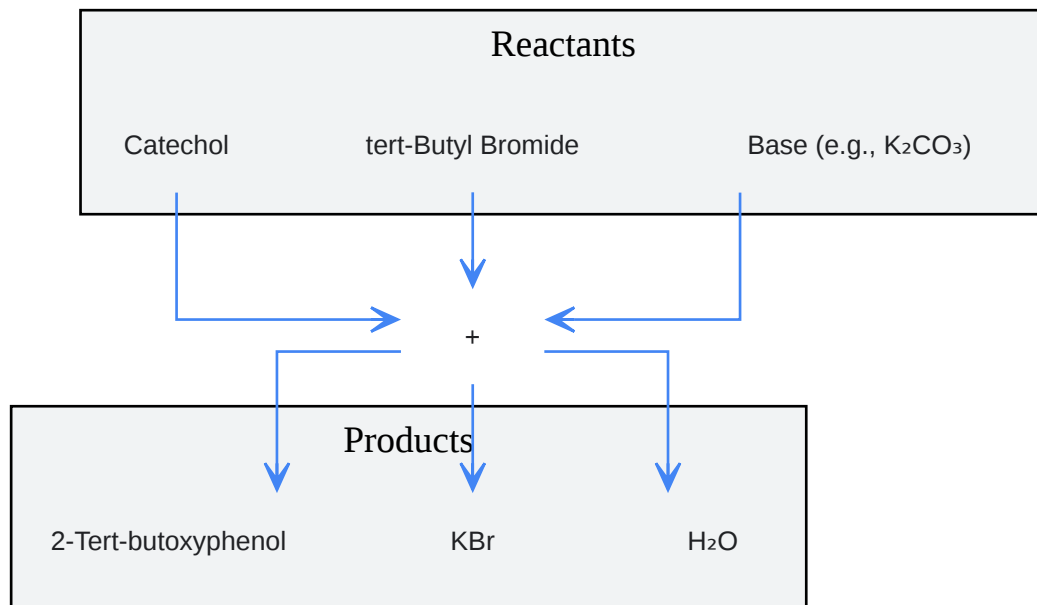 Reactants
Catechol tert-Butyl Bromide Base (e.g., K₂CO₃)
+
Products
2-Tert-butoxyphenol KBr H₂O